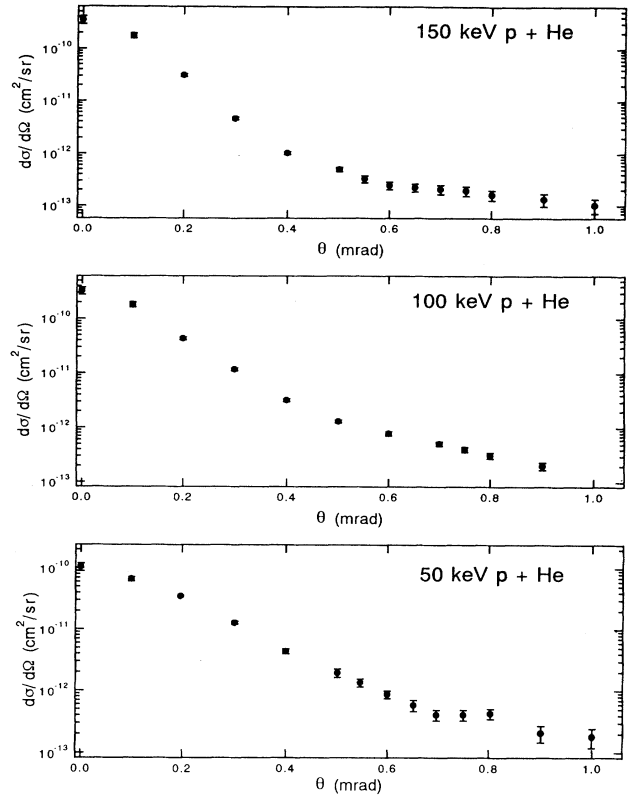 150 keV p + He
10⁻¹⁰
10⁻¹¹
10⁻¹²
10⁻¹³
dσ/dΩ (cm²/sr)
0.0 0.2 0.4 0.6 0.8 1.0
θ (mrad)
100 keV p + He
10⁻¹⁰
10⁻¹¹
10⁻¹²
10⁻¹³
dσ/dΩ (cm²/sr)
0.0 0.2 0.4 0.6 0.8 1.0
θ (mrad)
50 keV p + He
10⁻¹⁰
10⁻¹¹
10⁻¹²
10⁻¹³
dσ/dΩ (cm²/sr)
0.0 0.2 0.4 0.6 0.8 1.0
θ (mrad)